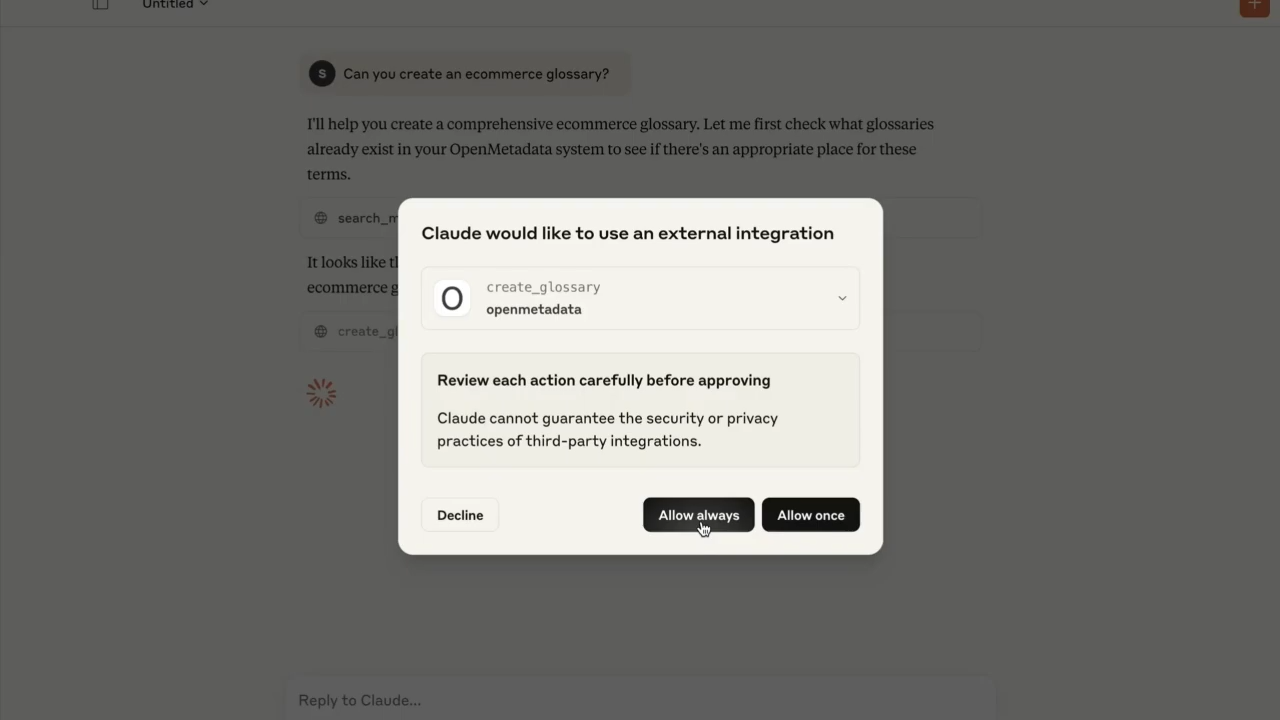 Untitled
S Can you create an ecommerce glossary?
I'll help you create a comprehensive ecommerce glossary. Let me first check what glossaries
already exist in your OpenMetadata system to see if there's an appropriate place for these
terms.
search_m
It looks like th
ecommerce g
create_gl
Claude would like to use an external integration
O
create_glossary
openmetadata
Review each action carefully before approving
Claude cannot guarantee the security or privacy
practices of third-party integrations.
Decline
Allow always
Allow once
Reply to Claude...